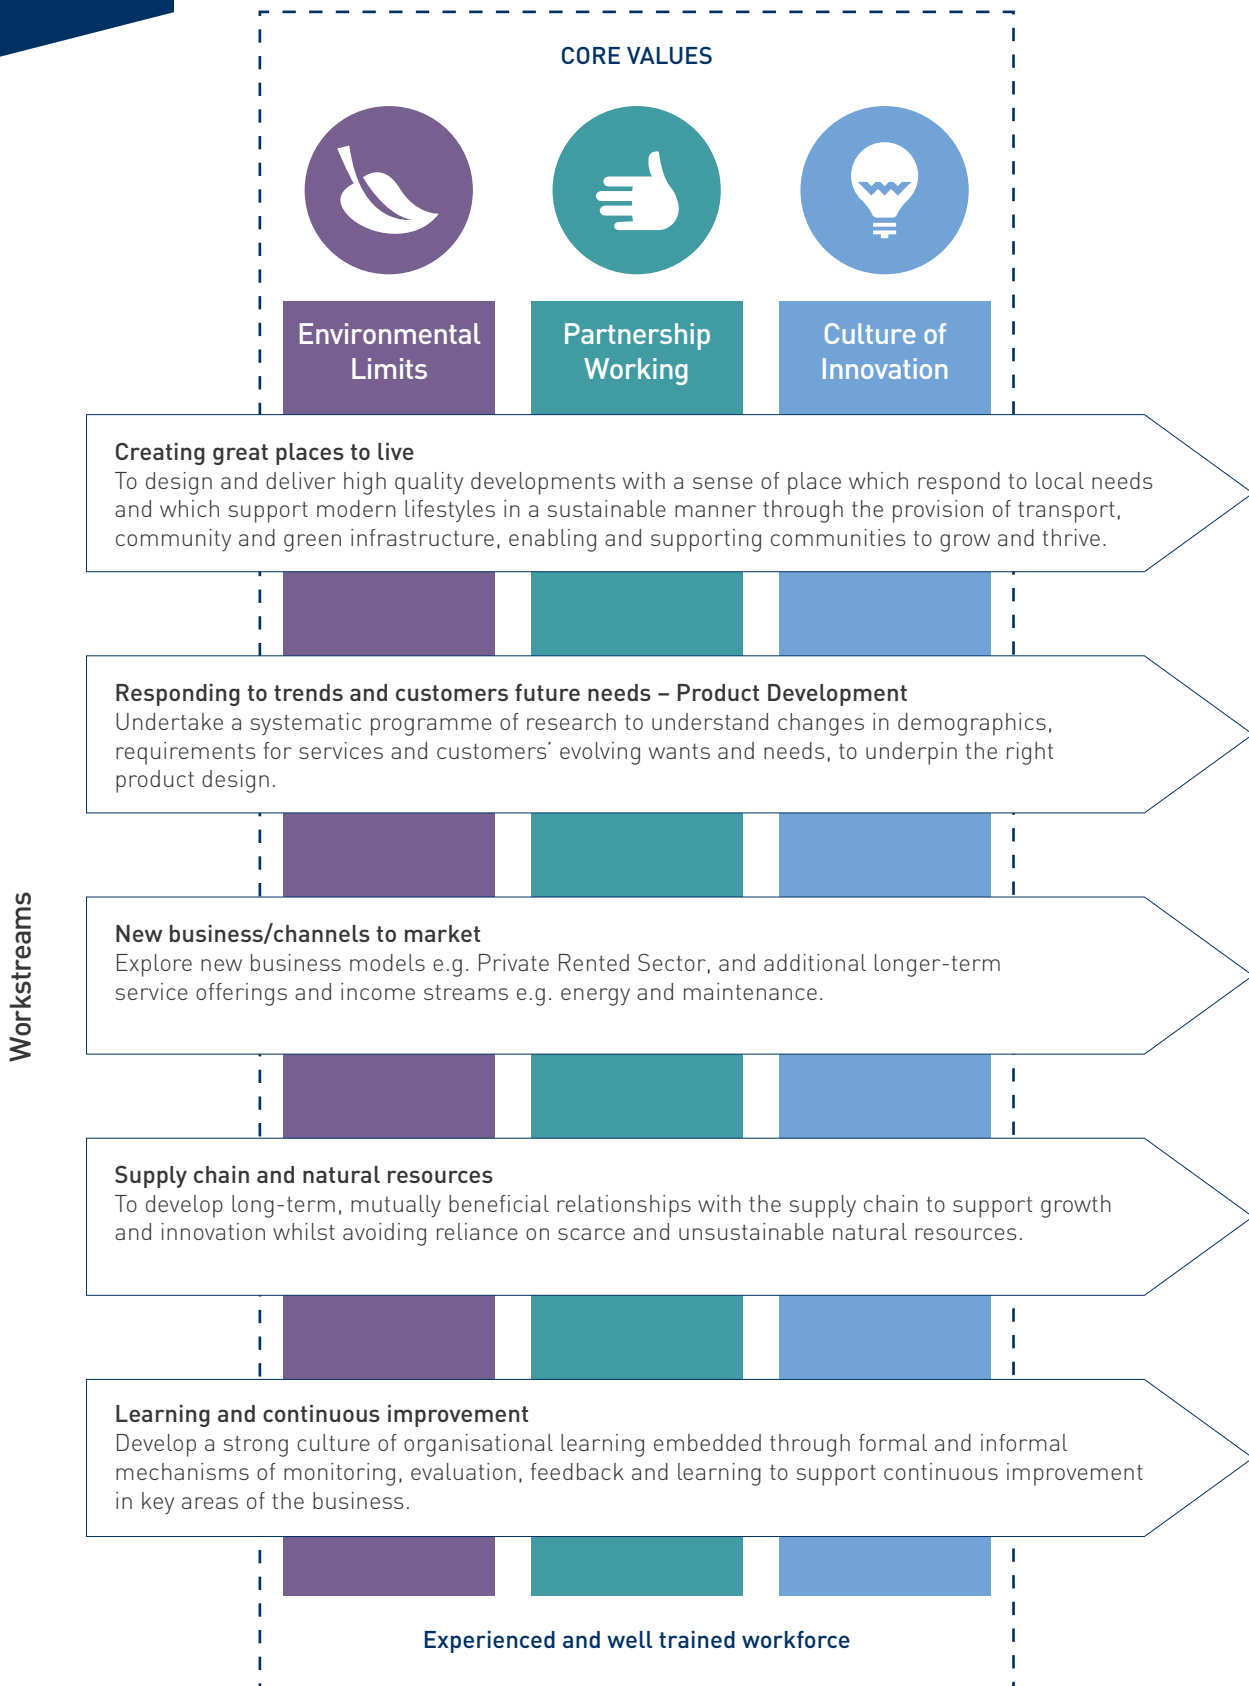 CORE VALUES
Environmental
Limits
Partnership
Working
Culture of
Innovation
Creating great places to live
To design and deliver high quality developments with a sense of place which respond to local needs
and which support modern lifestyles in a sustainable manner through the provision of transport,
community and green infrastructure, enabling and supporting communities to grow and thrive.
Responding to trends and customers future needs – Product Development
Undertake a systematic programme of research to understand changes in demographics,
requirements for services and customers’ evolving wants and needs, to underpin the right
product design.
Workstreams
New business/channels to market
Explore new business models e.g. Private Rented Sector, and additional longer-term
service offerings and income streams e.g. energy and maintenance.
Supply chain and natural resources
To develop long-term, mutually beneficial relationships with the supply chain to support growth
and innovation whilst avoiding reliance on scarce and unsustainable natural resources.
Learning and continuous improvement
Develop a strong culture of organisational learning embedded through formal and informal
mechanisms of monitoring, evaluation, feedback and learning to support continuous improvement
in key areas of the business.
Experienced and well trained workforce